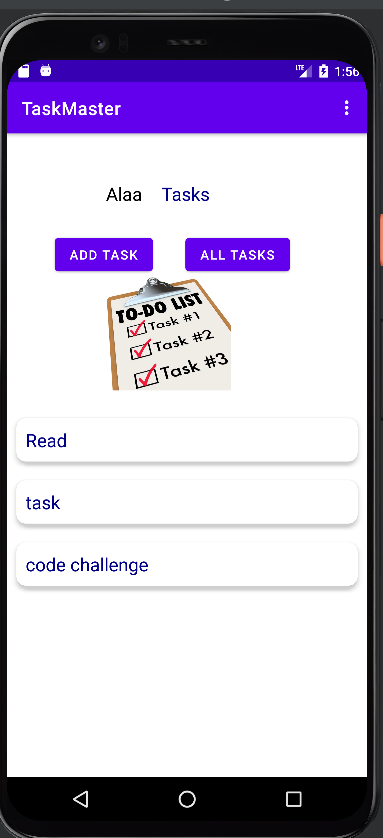 LTE 1:56
TaskMaster
Alaa Tasks
ADD TASK ALL TASKS
TO-DO LIST
Task #1
Task #2
Task #3
Read
task
code challenge